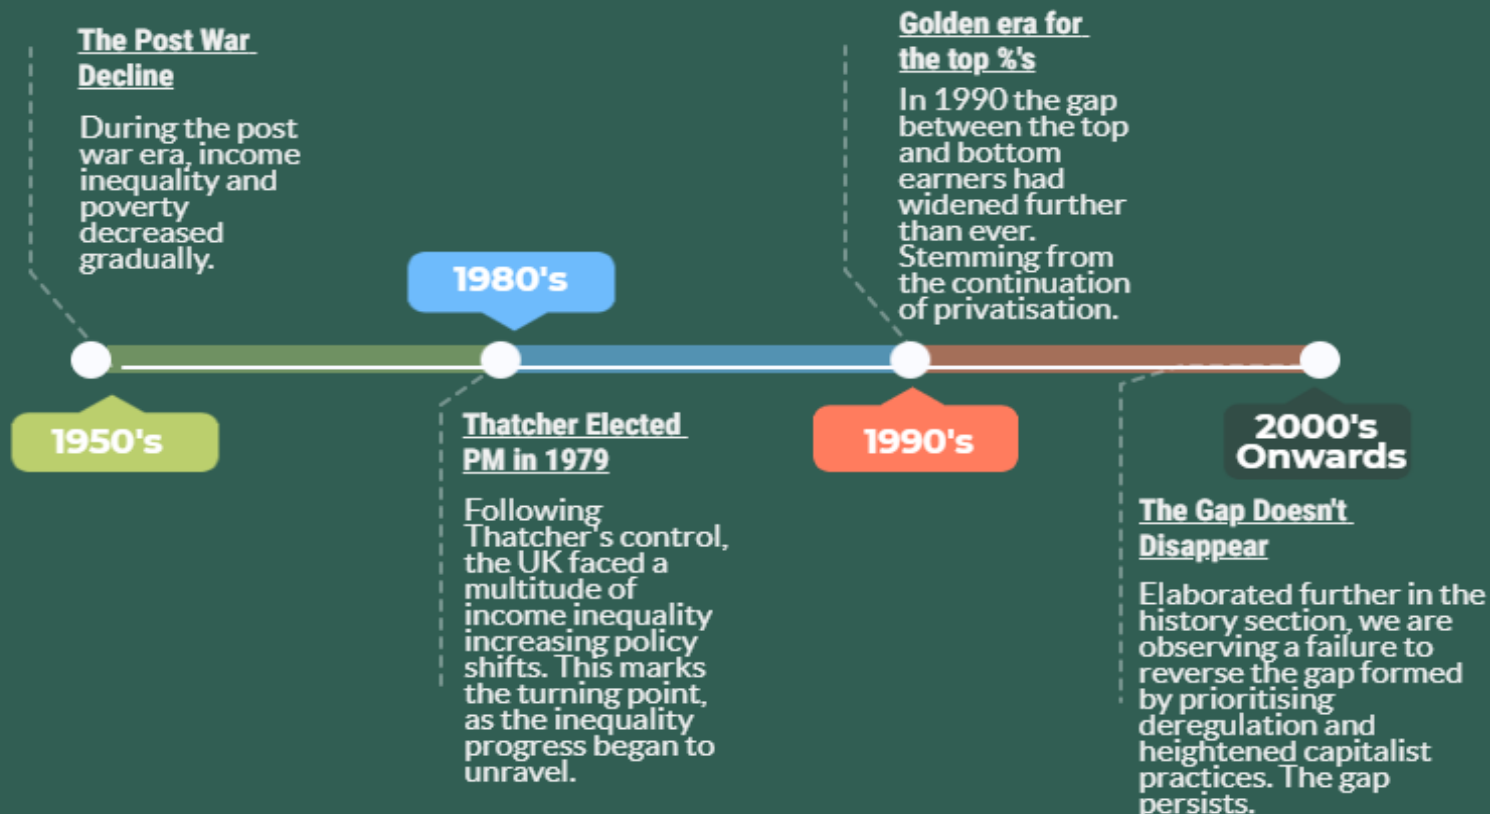 The Post War
Decline
During the post
war era, income
inequality and
poverty
decreased
gradually.
1950's
1980's
Thatcher Elected
PM in 1979
Following
Thatcher's control,
the UK faced a
multitude of
income inequality
increasing policy
shifts. This marks
the turning point,
as the inequality
progress began to
unravel.
Golden era for
the top %'s
In 1990 the gap
between the top
and bottom
earners had
widened further
than ever.
Stemming from
the continuation
of privatisation.
1990's
2000's
Onwards
The Gap Doesn't
Disappear
Elaborated further in the
history section, we are
observing a failure to
reverse the gap formed
by prioritising
deregulation and
heightened capitalist
practices. The gap
persists.